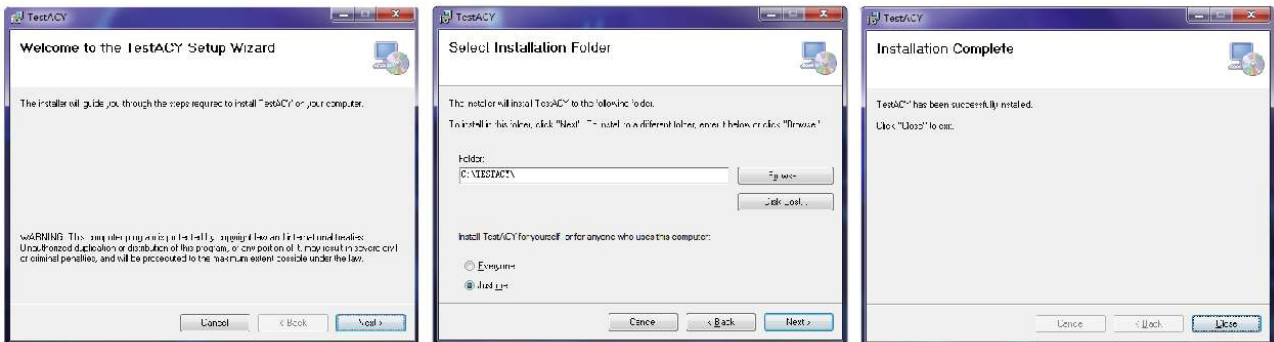 TestACY
Welcome to the TestACY Setup Wizard
The installer will guide you through the steps required to install TestACY on your computer.
WARNING: This computer program is protected by copyright law and international treaties.
Unauthorized duplication or distribution of this program, or any portion of it, may result in severe civil
or criminal penalties, and will be prosecuted to the maximum extent possible under the law.
Cancel
< Back
Next >
TestACY
Select Installation Folder
The installer will install TestACY to the following folder.
To install in this folder, click "Next". To install to a different folder, enter it below or click "Browse".
Folder:
C:\TESTACY\
Browse...
Disk Cost...
Install TestACY for yourself, or for anyone who uses this computer:
Everyone
Just me
Cancel
< Back
Next >
TestACY
Installation Complete
TestACY has been successfully installed.
Click "Close" to exit.
Cancel
< Back
Close